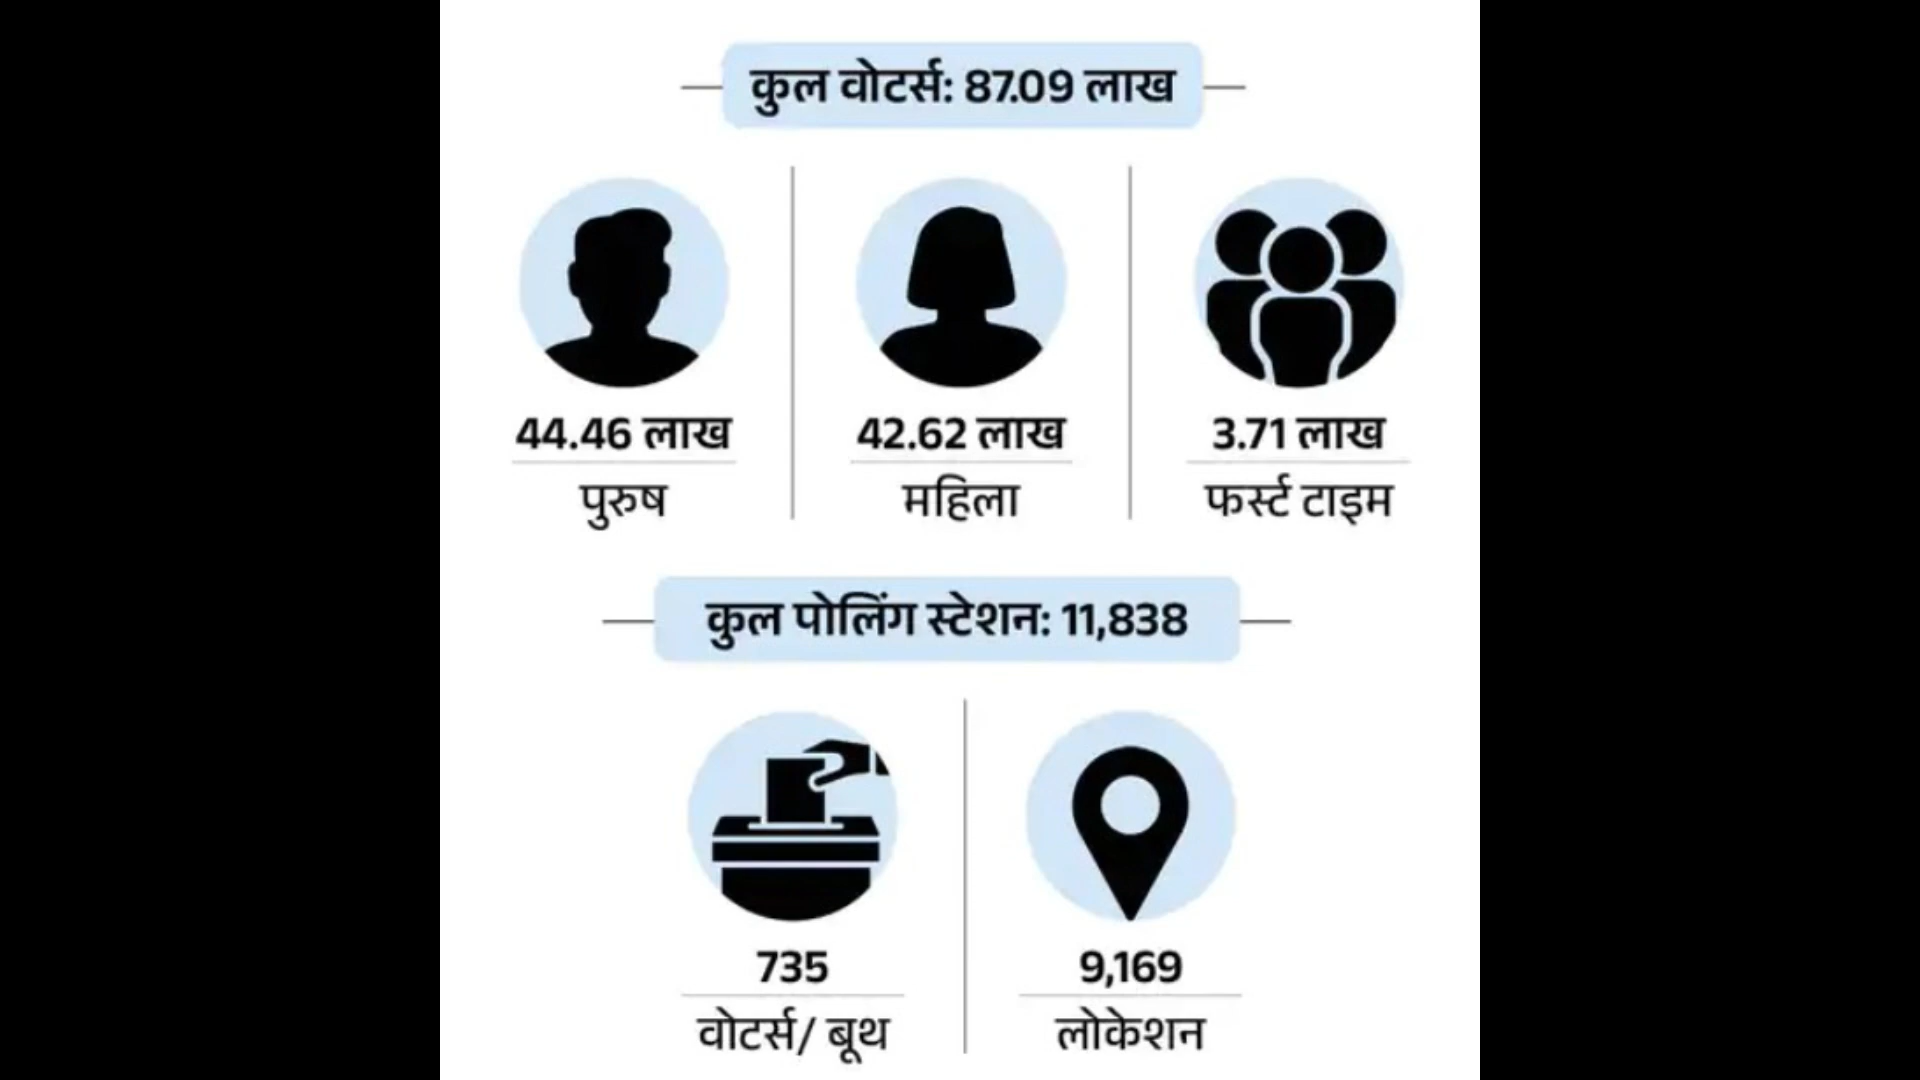 कुल वोटर्स: 87.09 लाख
44.46 लाख
पुरुष
42.62 लाख
महिला
3.71 लाख
फर्स्ट टाइम
कुल पोलिंग स्टेशन: 11,838
735
वोटर्स/ बूथ
9,169
लोकेशन